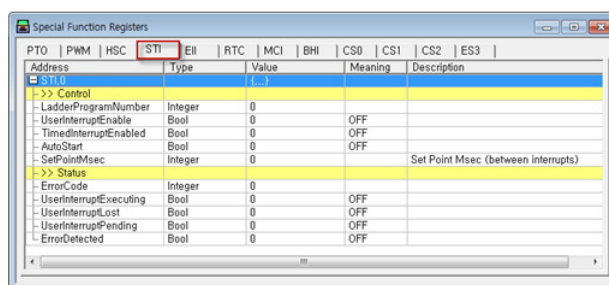 Special Function Registers
PTO | PWM | HSC | STI | EII | RTC | MCI | BHI | CS0 | CS1 | CS2 | ES3 |
Address Type Value Meaning Description
STI.0 {...}
>> Control
LadderProgramNumber Integer 0
UserInterruptEnable Bool 0 OFF
TimedInterruptEnabled Bool 0 OFF
AutoStart Bool 0 OFF
SetPointMsec Integer 0 Set Point Msec (between interrupts)
>> Status
ErrorCode Integer 0
UserInterruptExecuting Bool 0 OFF
UserInterruptLost Bool 0 OFF
UserInterruptPending Bool 0 OFF
ErrorDetected Bool 0 OFF